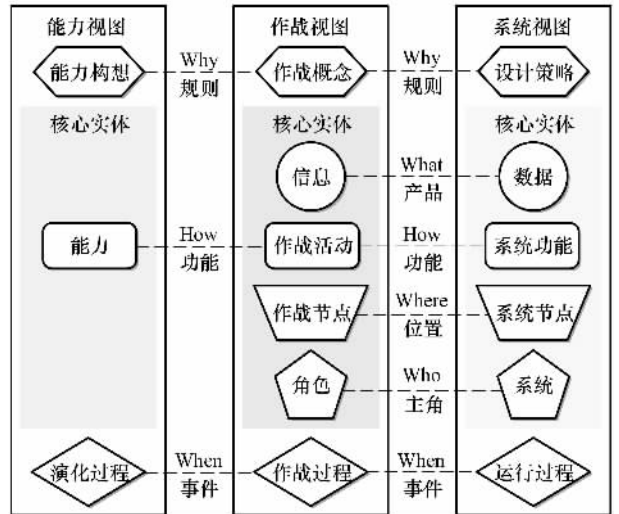 能力视图
作战视图
系统视图
能力构想
Why
规则
作战概念
Why
规则
设计策略
核心实体
核心实体
核心实体
信息
What
产品
数据
能力
How
功能
作战活动
How
功能
系统功能
作战节点
Where
位置
系统节点
角色
Who
主角
系统
演化过程
When
事件
作战过程
When
事件
运行过程